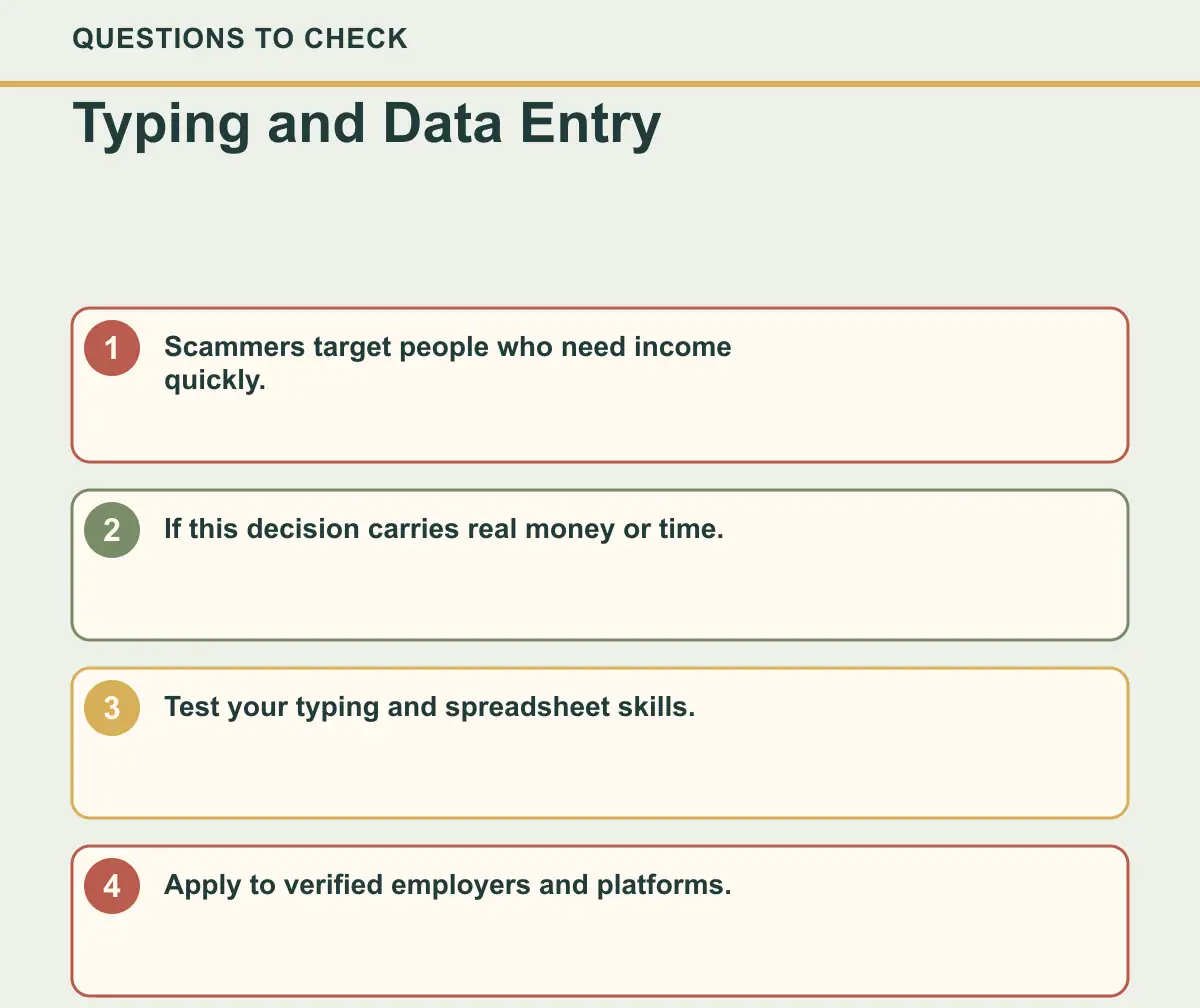 QUESTIONS TO CHECK
Typing and Data Entry
1
Scammers target people who need income
quickly.
2
If this decision carries real money or time.
3
Test your typing and spreadsheet skills.
4
Apply to verified employers and platforms.